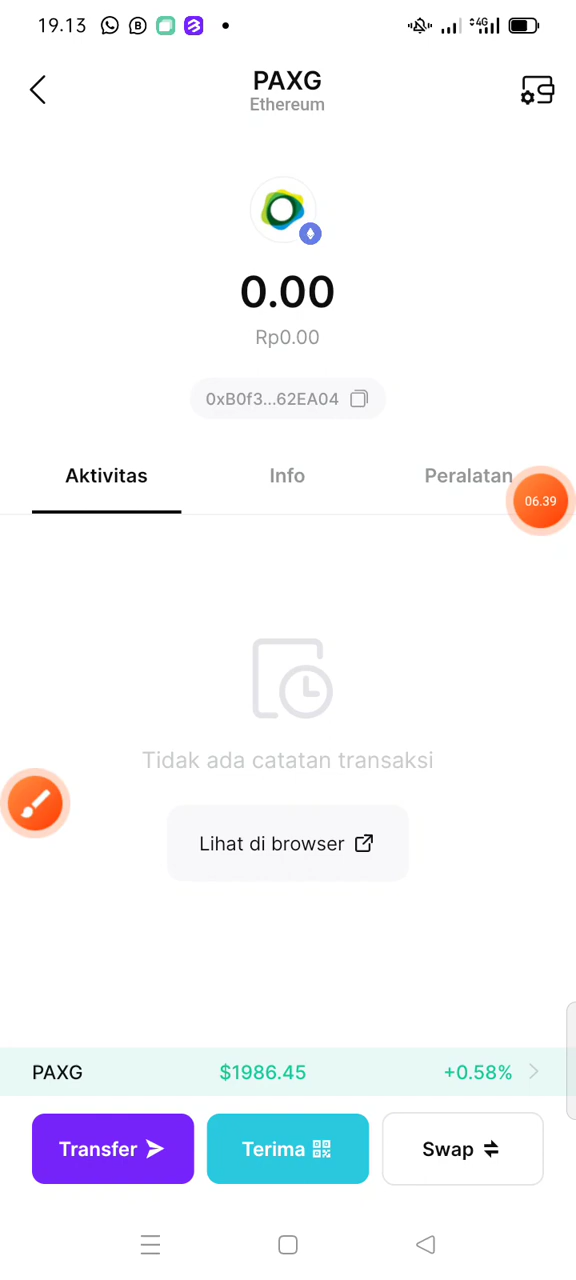 19.13
4G
PAXG
Ethereum
0.00
Rp0.00
0xB0f3...62EA04
Aktivitas Info Peralatan
06.39
Tidak ada catatan transaksi
Lihat di browser
PAXG $1986.45 +0.58%
Transfer Terima Swap